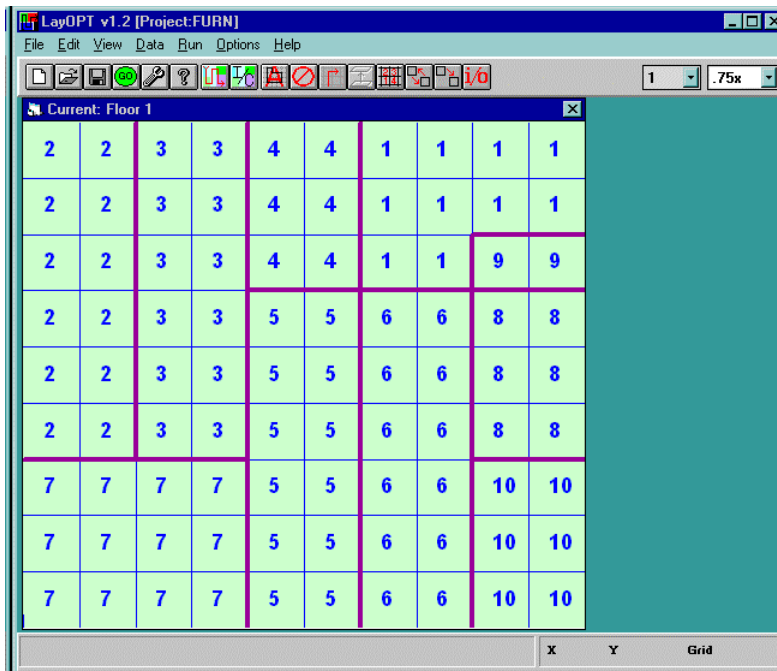 LayOPT v1.2 [Project:FURN]
File Edit View Data Run Options Help
GO ? I/C A i/o 1 .75x
Current: Floor 1
2 2 3 3 4 4 1 1 1 1
2 2 3 3 4 4 1 1 1 1
2 2 3 3 4 4 1 1 9 9
2 2 3 3 5 5 6 6 8 8
2 2 3 3 5 5 6 6 8 8
2 2 3 3 5 5 6 6 8 8
7 7 7 7 5 5 6 6 10 10
7 7 7 7 5 5 6 6 10 10
7 7 7 7 5 5 6 6 10 10
X Y Grid